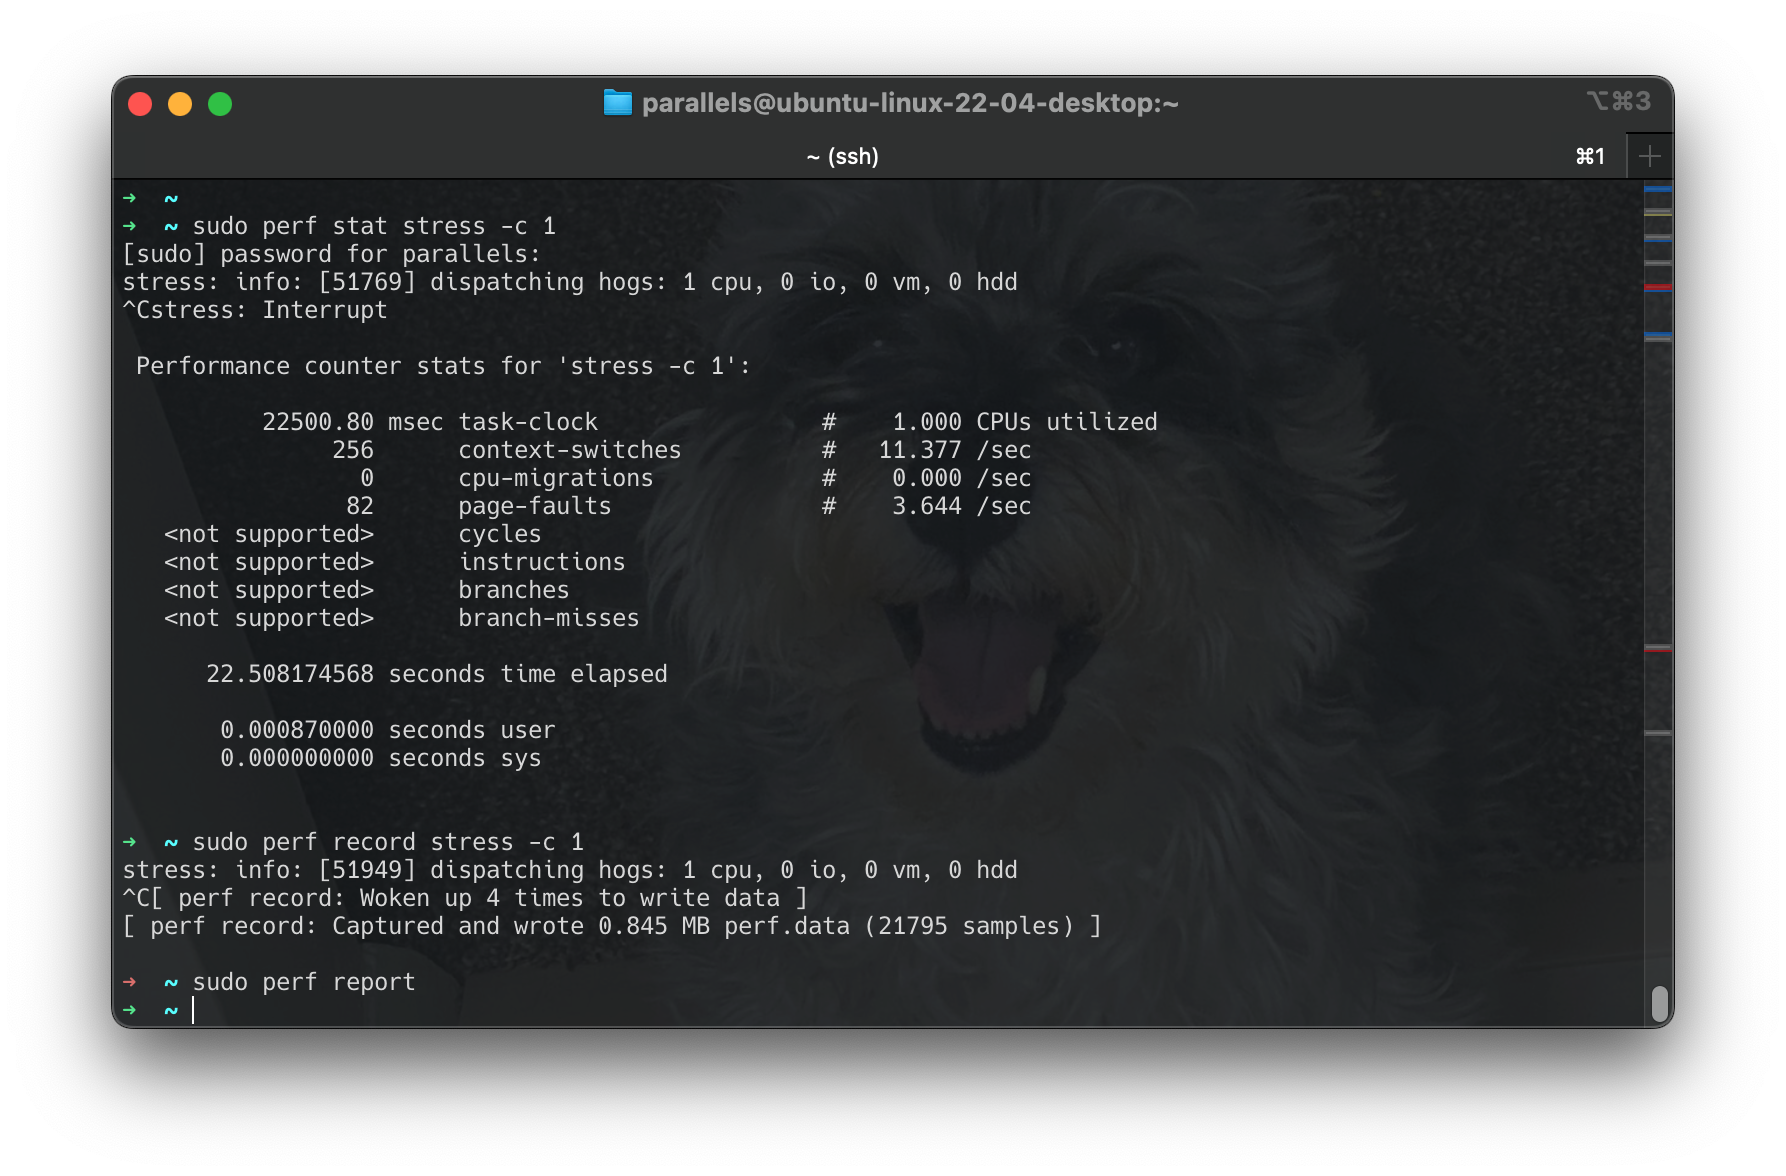 parallels@ubuntu-linux-22-04-desktop:~
⌥⌘3
~ (ssh)
⌘1
➜ ~
➜ ~ sudo perf stat stress -c 1
[sudo] password for parallels:
stress: info: [51769] dispatching hogs: 1 cpu, 0 io, 0 vm, 0 hdd
^Cstress: Interrupt
Performance counter stats for 'stress -c 1':
22500.80 msec task-clock # 1.000 CPUs utilized
256 context-switches # 11.377 /sec
0 cpu-migrations # 0.000 /sec
82 page-faults # 3.644 /sec
<not supported> cycles
<not supported> instructions
<not supported> branches
<not supported> branch-misses
22.508174568 seconds time elapsed
0.000870000 seconds user
0.000000000 seconds sys
➜ ~ sudo perf record stress -c 1
stress: info: [51949] dispatching hogs: 1 cpu, 0 io, 0 vm, 0 hdd
^C[ perf record: Woken up 4 times to write data ]
[ perf record: Captured and wrote 0.845 MB perf.data (21795 samples) ]
➜ ~ sudo perf report
➜ ~